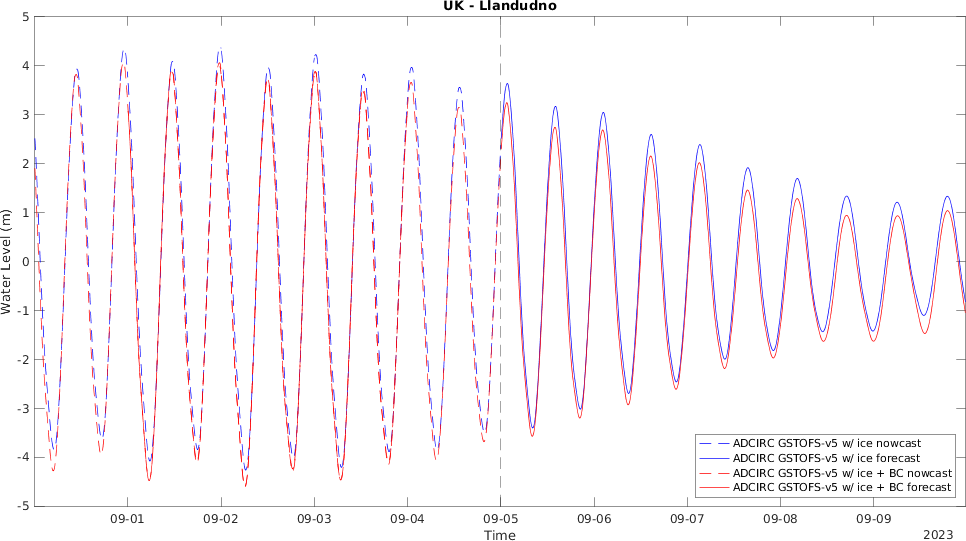 UK - Llandudno
5
4
3
2
1
0
-1
-2
-3
-4
-5
Water Level (m)
09-01 09-02 09-03 09-04 09-05 09-06 09-07 09-08 09-09
Time
2023
ADCIRC GSTOFS-v5 w/ ice nowcast
ADCIRC GSTOFS-v5 w/ ice forecast
ADCIRC GSTOFS-v5 w/ ice + BC nowcast
ADCIRC GSTOFS-v5 w/ ice + BC forecast